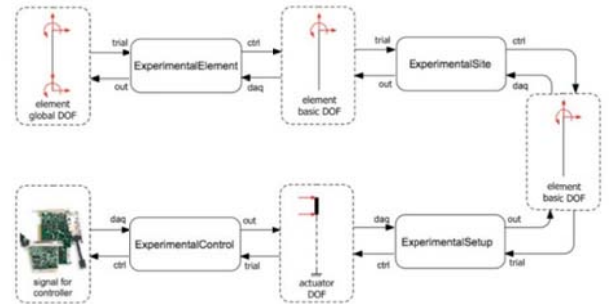 trial
ctrl
ExperimentalElement
out
daq
element
global DOF
element
basic DOF
trial
ctrl
ExperimentalSite
out
daq
element
basic DOF
daq
out
ExperimentalControl
ctrl
trial
signal for
controller
actuator
DOF
daq
out
ExperimentalSetup
ctrl
trial